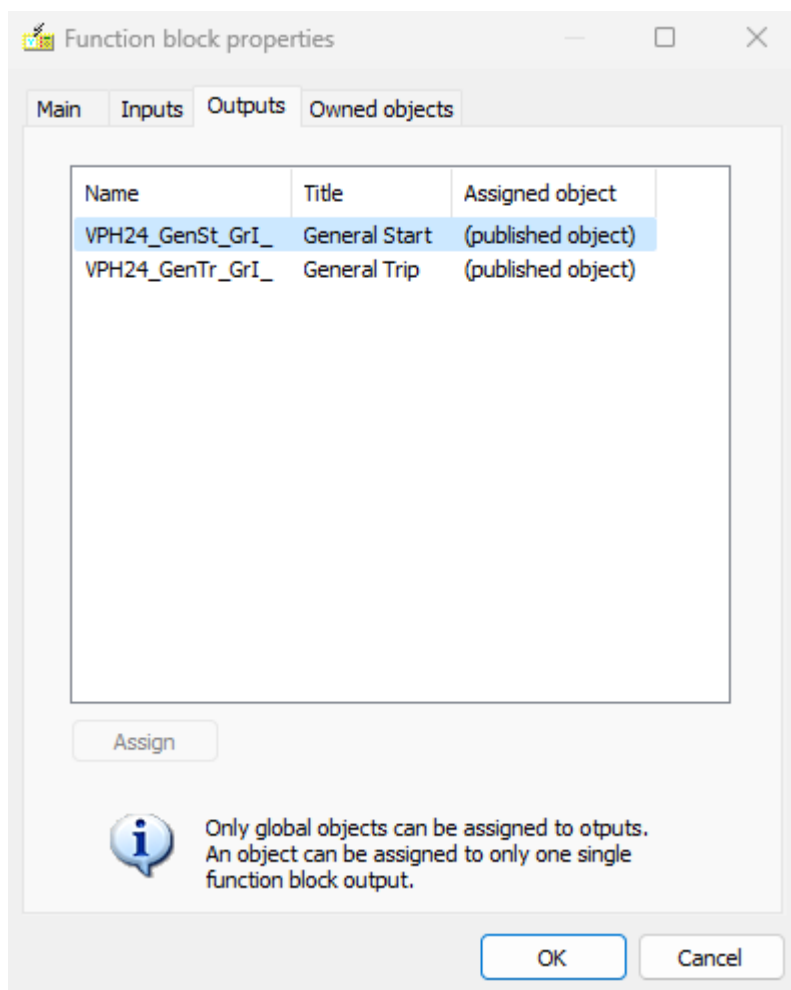 Function block properties
Main Inputs Outputs Owned objects
Name Title Assigned object
VPH24_GenSt_GrI_ General Start (published object)
VPH24_GenTr_GrI_ General Trip (published object)
Assign
Only global objects can be assigned to otputs.
An object can be assigned to only one single
function block output.
OK Cancel